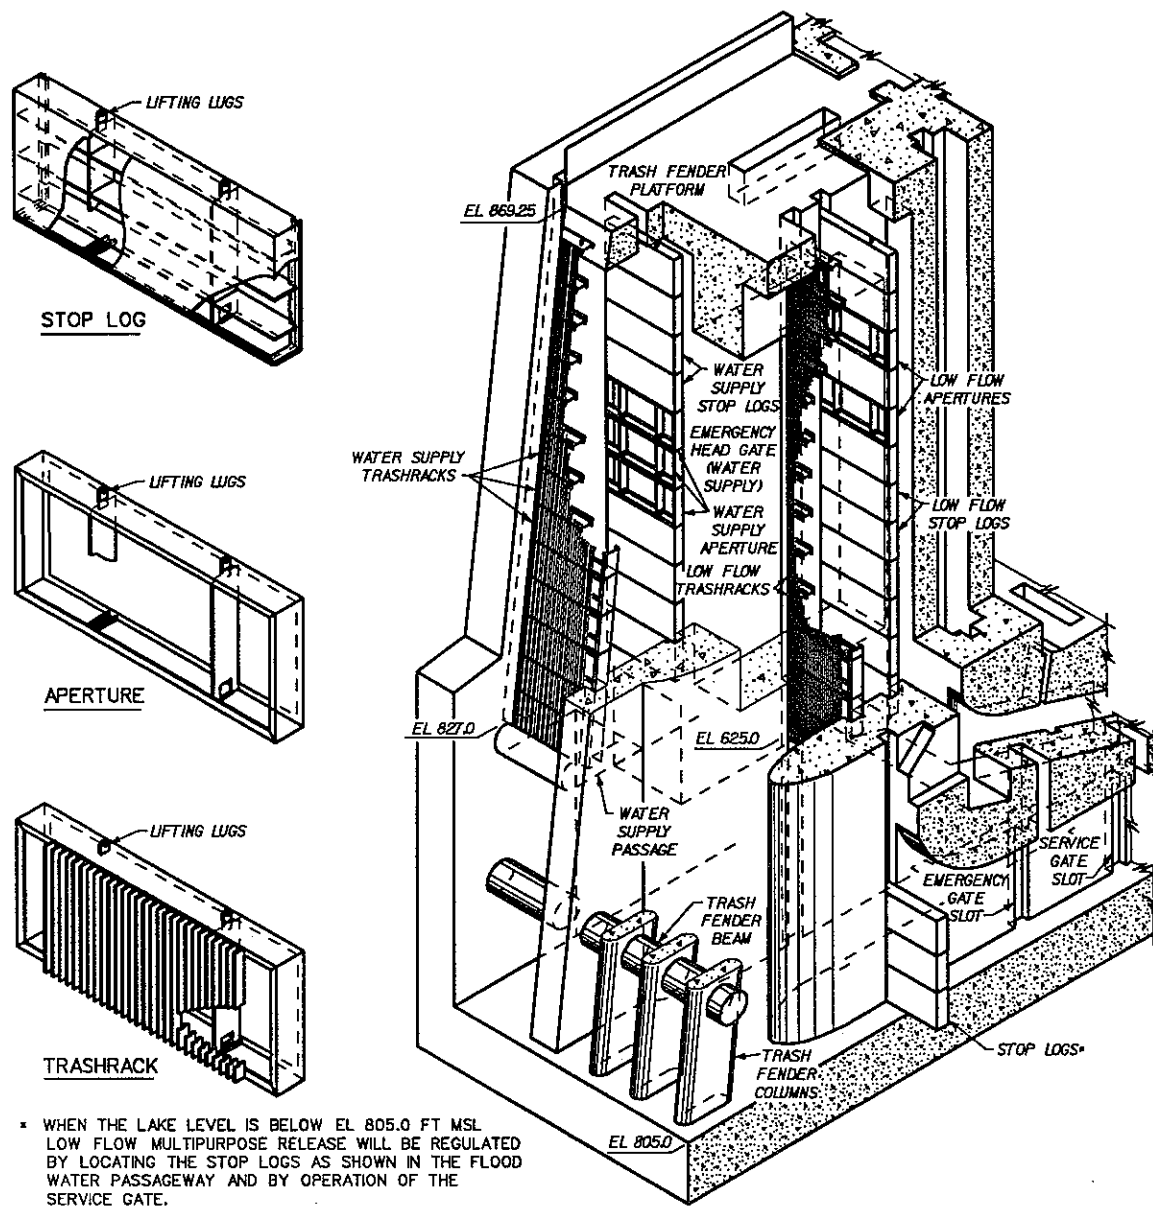 LIFTING LUGS
STOP LOG
LIFTING LUGS
APERTURE
LIFTING LUGS
TRASHRACK
* WHEN THE LAKE LEVEL IS BELOW EL 805.0 FT MSL
LOW FLOW MULTIPURPOSE RELEASE WILL BE REGULATED
BY LOCATING THE STOP LOGS AS SHOWN IN THE FLOOD
WATER PASSAGEWAY AND BY OPERATION OF THE
SERVICE GATE.
TRASH FENDER
PLATFORM
EL 869.25
WATER
SUPPLY
STOP LOGS
LOW FLOW
APERTURES
EMERGENCY
HEAD GATE
(WATER
SUPPLY)
WATER SUPPLY
TRASHRACKS
WATER
SUPPLY
APERTURE
LOW FLOW
STOP LOGS
LOW FLOW
TRASHRACKS
EL 827.0
EL 625.0
WATER
SUPPLY
PASSAGE
SERVICE
GATE
SLOT
EMERGENCY
GATE
SLOT
TRASH
FENDER
BEAM
STOP LOGS*
TRASH
FENDER
COLUMNS
EL 805.0